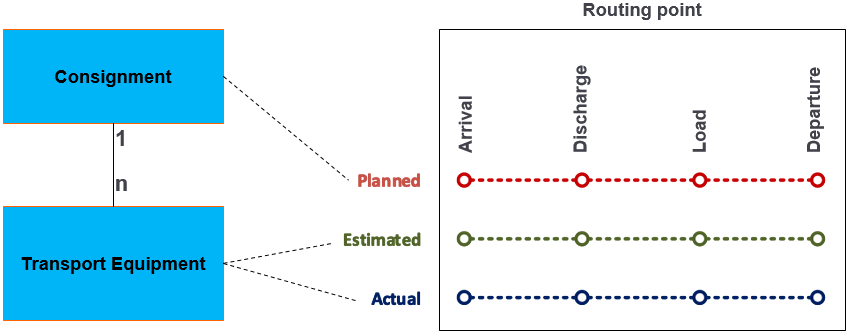 Routing point
Consignment
Arrival
Discharge
Load
Departure
1
n
Planned
Estimated
Transport Equipment
Actual